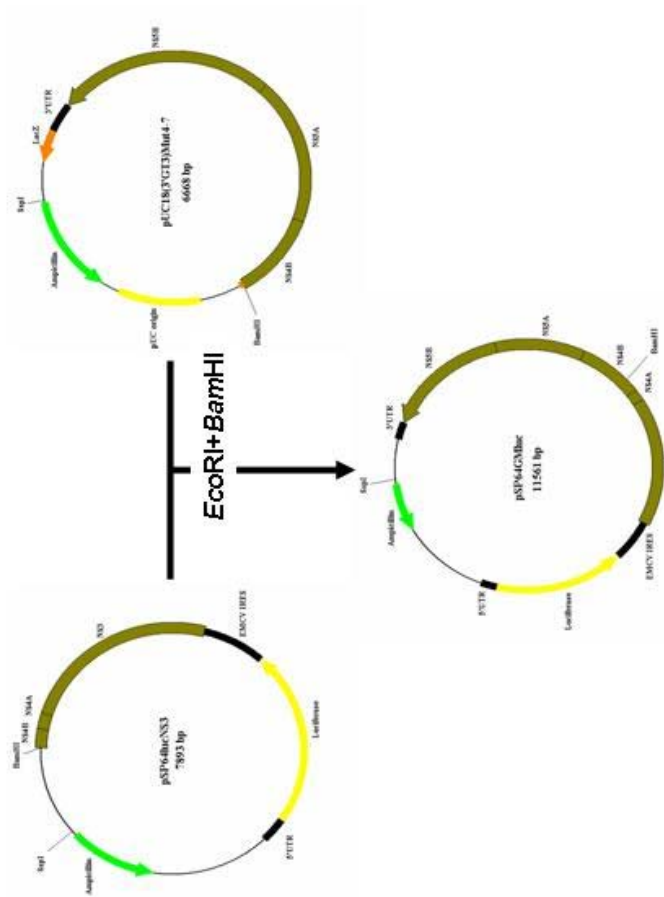 NS5B
3'UTR
LacZ
SspI
Ampicillin
pUC origin
BamHI
NS4B
NS5A
pUC18(3'GT3)Mut4-7
6668 bp
EcoRI+BamHI
NS3
NS4A
NS4B
BamHI
SspI
Ampicillin
5'UTR
Luciferase
EMCV IRES
pSP64lucNS3
7893 bp
NS5A
NS5B
NS4B
BamHI
NS4A
3'UTR
SspI
Ampicillin
5'UTR
Luciferase
EMCV IRES
pSP64GMluc
11561 bp